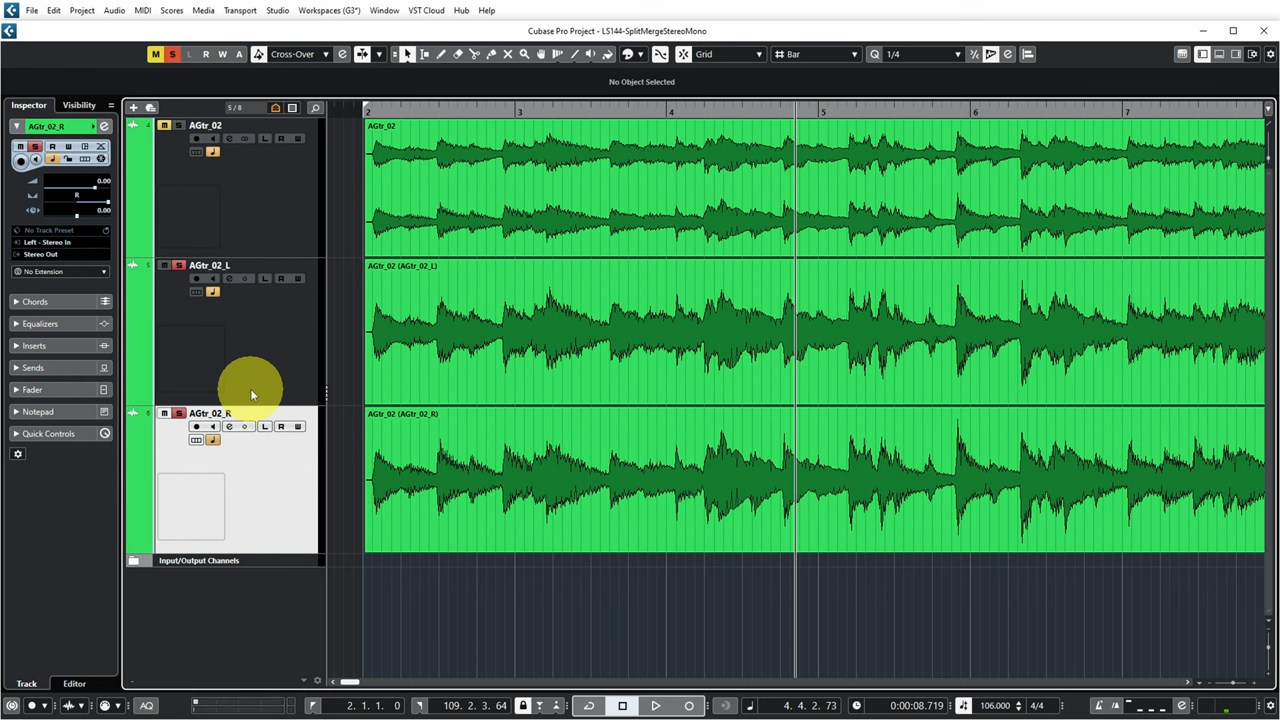 File Edit Project Audio MIDI Scores Media Transport Studio Workspaces (G3*) Window VST Cloud Hub Help
Cubase Pro Project - LS144-SplitMergeStereoMono
M S L R W A Cross-Over Grid Bar Q 1/4
No Object Selected
Inspector Visibility 5 / 8 2 3 4 5 6 7
AGtr_02_R
M S R W
0.00
R
0.00
No Track Preset
Left - Stereo In
Stereo Out
No Extension
Chords
Equalizers
Inserts
Sends
Fader
Notepad
Quick Controls
4 M S AGtr_02
L R W
AGtr_02
5 M S AGtr_02_L
L R W
AGtr_02 (AGtr_02_L)
6 M S AGtr_02_R
L R W
AGtr_02 (AGtr_02_R)
Input/Output Channels
Track Editor
AQ 2. 1. 1. 0 109. 2. 3. 64 4. 4. 2. 73 0:00:08.719 106.000 4/4